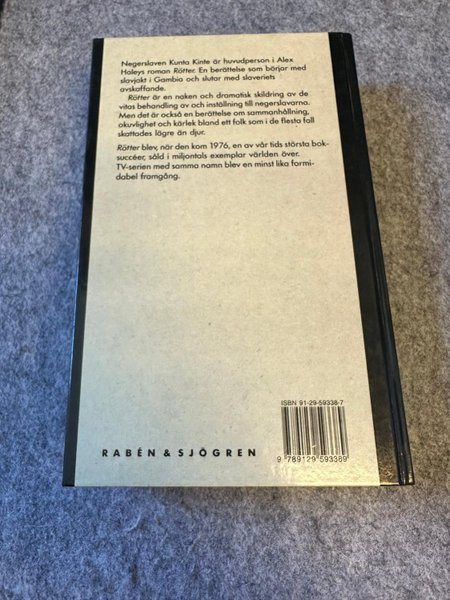 Negerslaven Kunta Kinte är huvudperson i Alex
Haleys roman Rötter. En berättelse som börjar med
slavjakt i Gambia och slutar med slaveriets
avskaffande.
Rötter är en naken och dramatisk skildring av de
vitas behandling av och inställning till negerslavarna.
Men det är också en berättelse om sammanhållning,
okuvlighet och kärlek bland ett folk som i de flesta fall
skattades lägre än djur.
Rötter blev, när den kom 1976, en av vår tids största bok-
succéer, såld i miljontals exemplar världen över.
TV-serien med samma namn blev en minst lika formi-
dabel framgång.
ISBN 91-29-59338-7
9 789129 593389
RABÉN & SJÖGREN